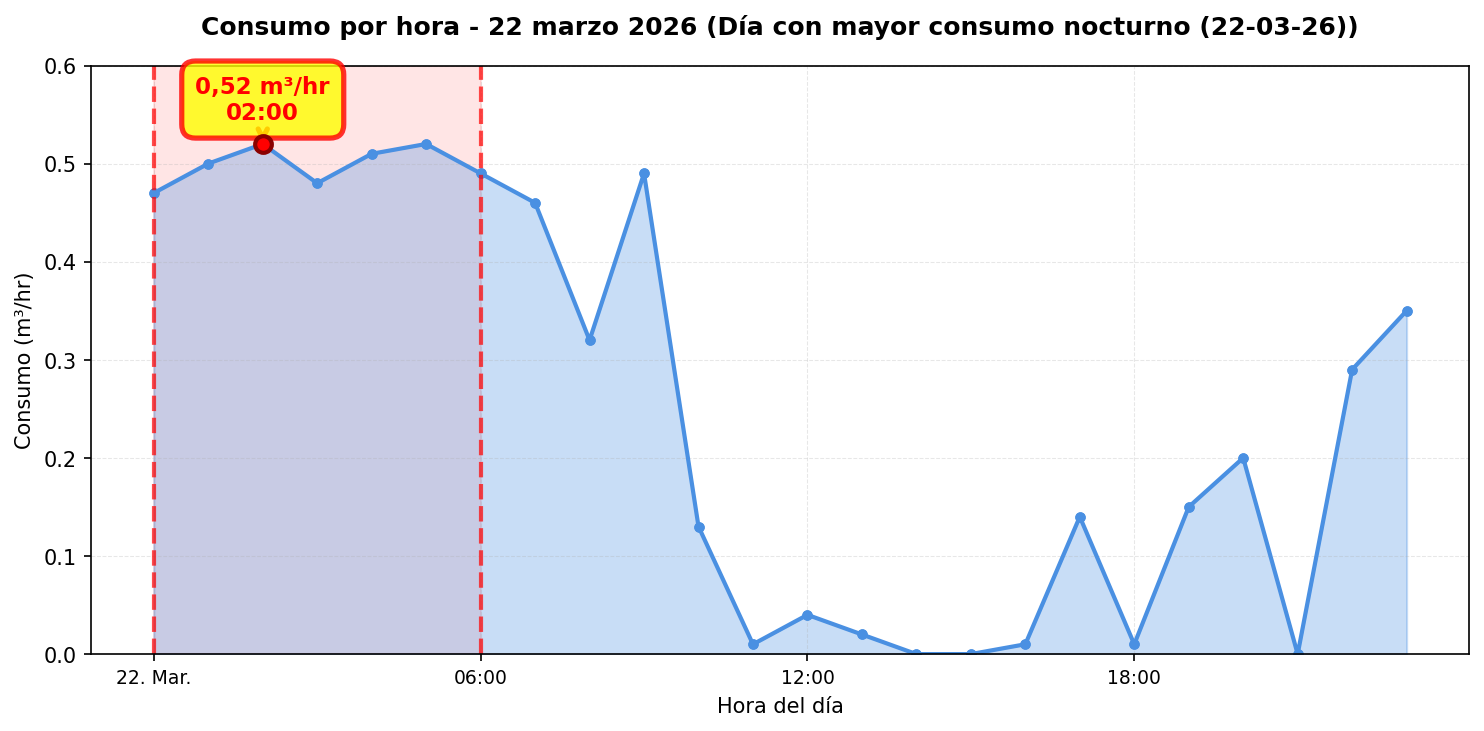 Consumo por hora - 22 marzo 2026 (Día con mayor consumo nocturno (22-03-26))
0,52 m³/hr
02:00
Consumo (m³/hr)
0.6
0.5
0.4
0.3
0.2
0.1
0.0
22. Mar.
06:00
12:00
18:00
Hora del día